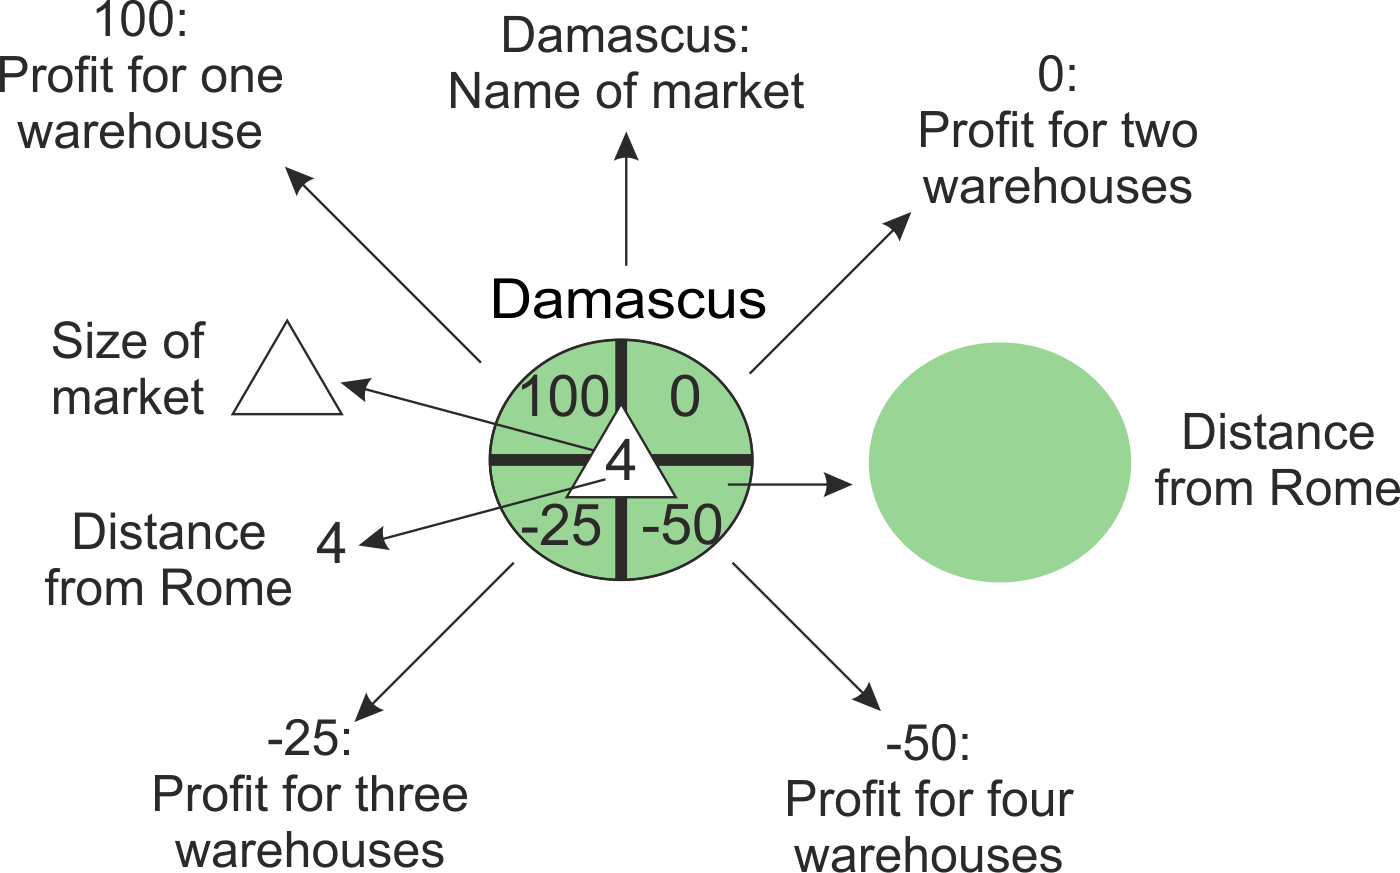 100:
Profit for one
warehouse
Damascus:
Name of market
0:
Profit for two
warehouses
Damascus
Size of
market
100
0
4
-25
-50
Distance
from Rome
Distance
from Rome
4
-25:
Profit for three
warehouses
-50:
Profit for four
warehouses